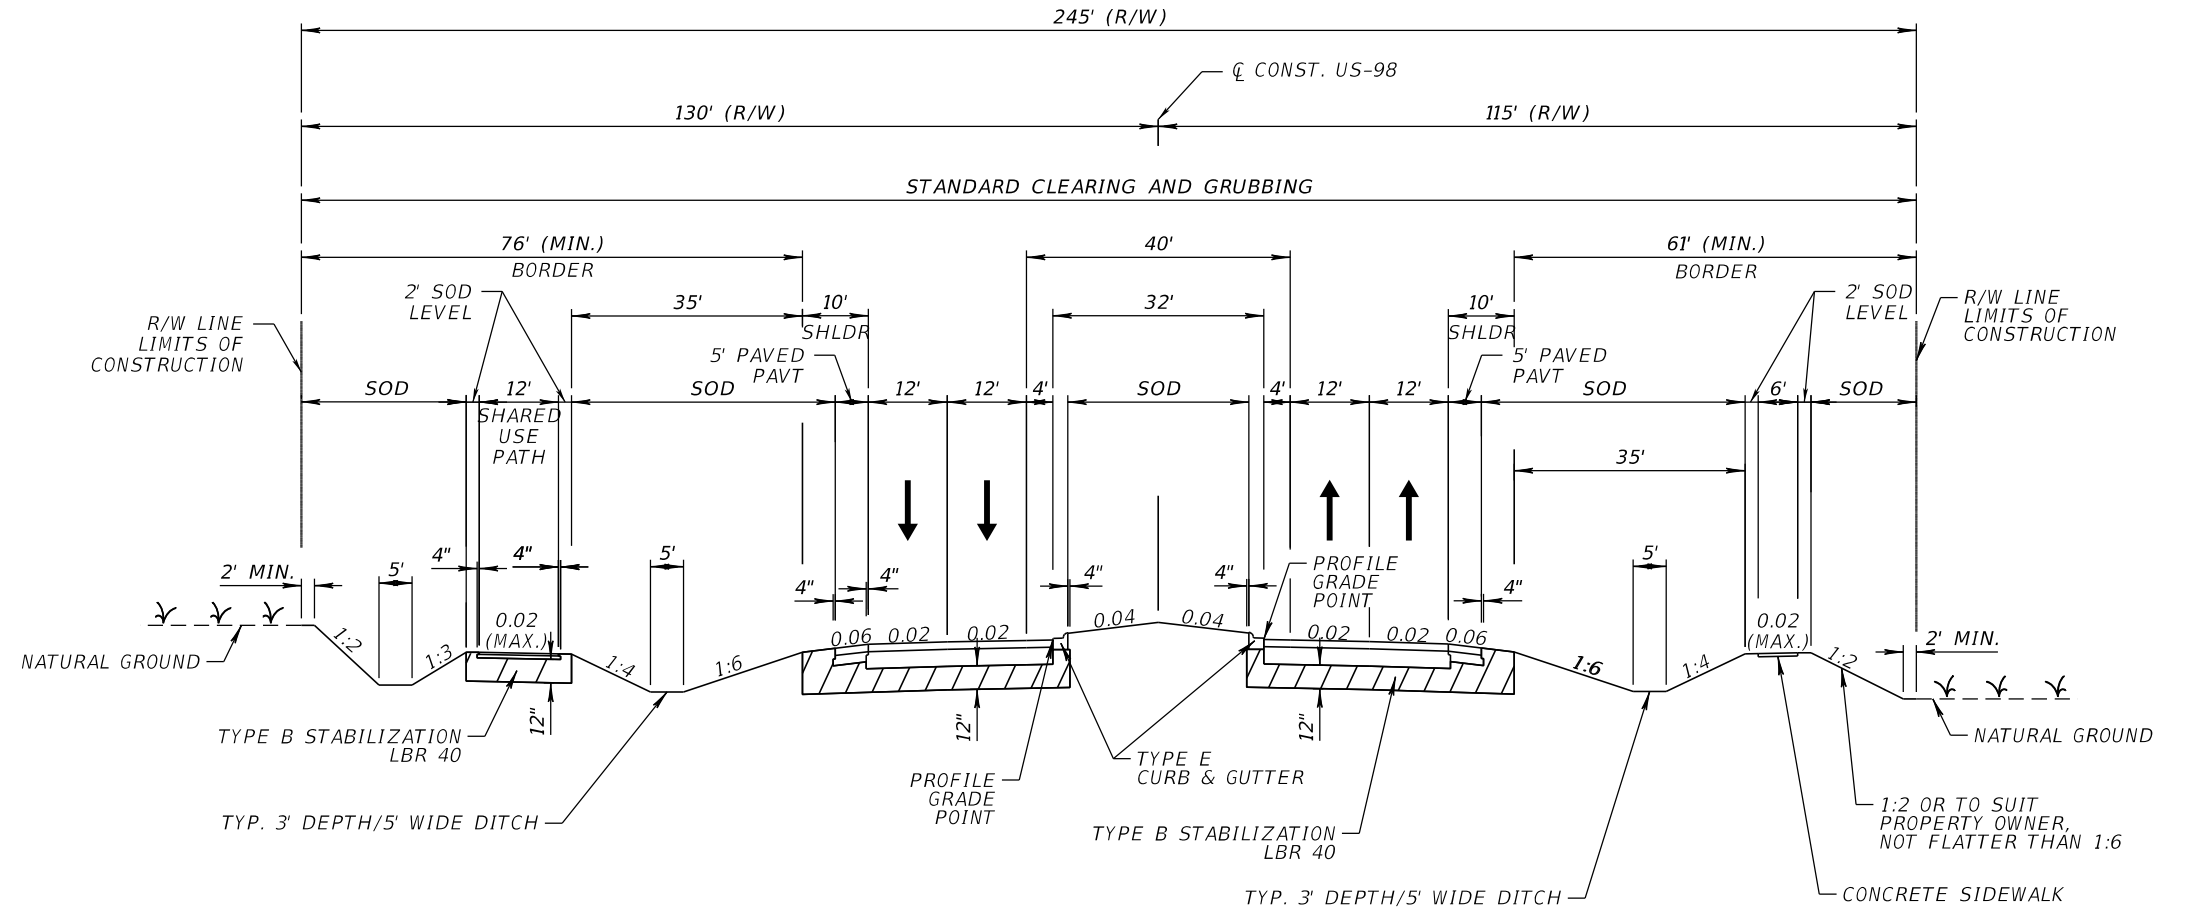 245' (R/W)
℄ CONST. US-98
130' (R/W)
115' (R/W)
STANDARD CLEARING AND GRUBBING
76' (MIN.)
BORDER
40'
61' (MIN.)
BORDER
2' SOD
LEVEL
35'
10'
SHLDR
32'
10'
SHLDR
2' SOD
LEVEL
R/W LINE
LIMITS OF
CONSTRUCTION
R/W LINE
LIMITS OF
CONSTRUCTION
5' PAVED
PAVT
5' PAVED
PAVT
SOD
12'
SHARED
USE
PATH
SOD
12'
12'
4'
SOD
4'
12'
12'
SOD
6'
SOD
35'
2' MIN.
5'
4"
4"
5'
4"
4"
4"
4"
PROFILE
GRADE
POINT
4"
5'
2' MIN.
1:2
1:3
0.02
(MAX.)
1:4
1:6
0.06
0.02
0.02
0.04
0.04
0.02
0.02
0.06
1:6
1:4
0.02
(MAX.)
1:2
NATURAL GROUND
NATURAL GROUND
12"
12"
12"
TYPE B STABILIZATION
LBR 40
TYPE E
CURB & GUTTER
PROFILE
GRADE
POINT
TYP. 3' DEPTH/5' WIDE DITCH
TYPE B STABILIZATION
LBR 40
1:2 OR TO SUIT
PROPERTY OWNER,
NOT FLATTER THAN 1:6
TYP. 3' DEPTH/5' WIDE DITCH
CONCRETE SIDEWALK